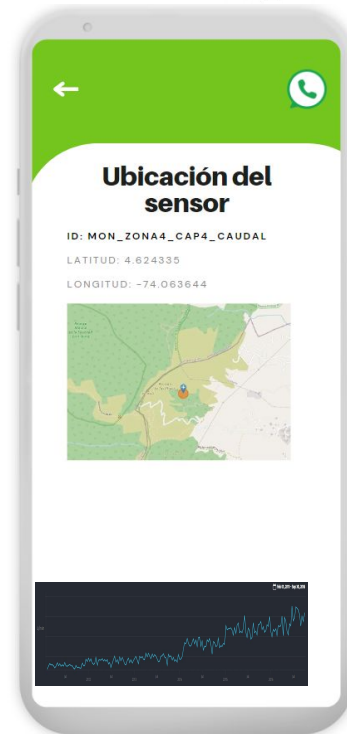 Ubicación del
sensor
ID: MON_ZONA4_CAP4_CAUDAL
LATITUD: 4.624335
LONGITUD: -74.063644